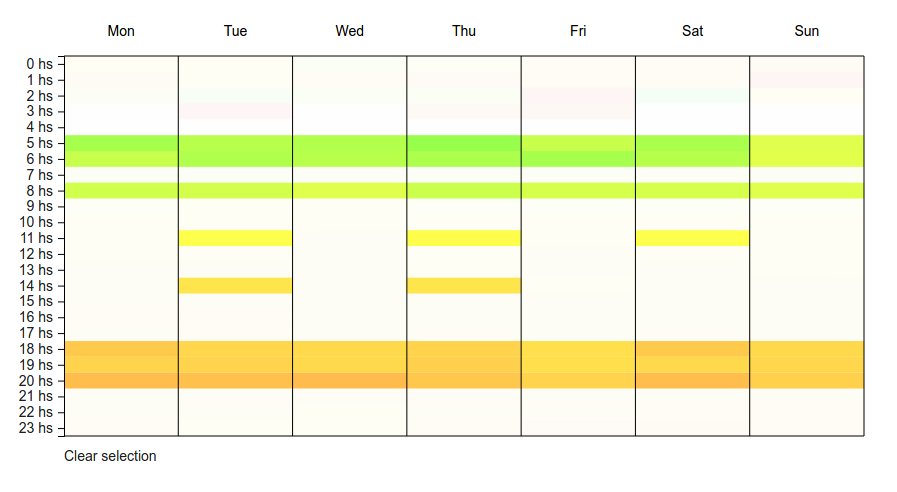 Mon Tue Wed Thu Fri Sat Sun
0 hs
1 hs
2 hs
3 hs
4 hs
5 hs
6 hs
7 hs
8 hs
9 hs
10 hs
11 hs
12 hs
13 hs
14 hs
15 hs
16 hs
17 hs
18 hs
19 hs
20 hs
21 hs
22 hs
23 hs
Clear selection